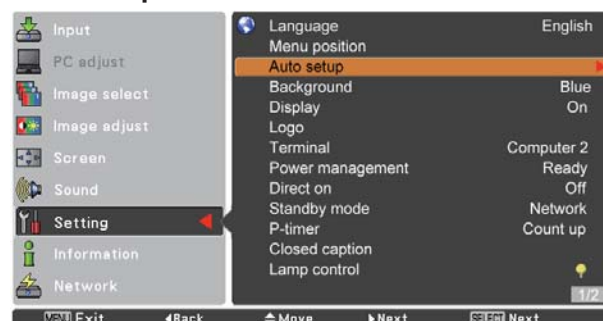 Input
PC adjust
Image select
Image adjust
Screen
Sound
Setting
Information
Network
Language English
Menu position
Auto setup
Background Blue
Display On
Logo
Terminal Computer 2
Power management Ready
Direct on Off
Standby mode Network
P-timer Count up
Closed caption
Lamp control
1/2
MENU Exit ◀Back Move ▶Next SELECT Next